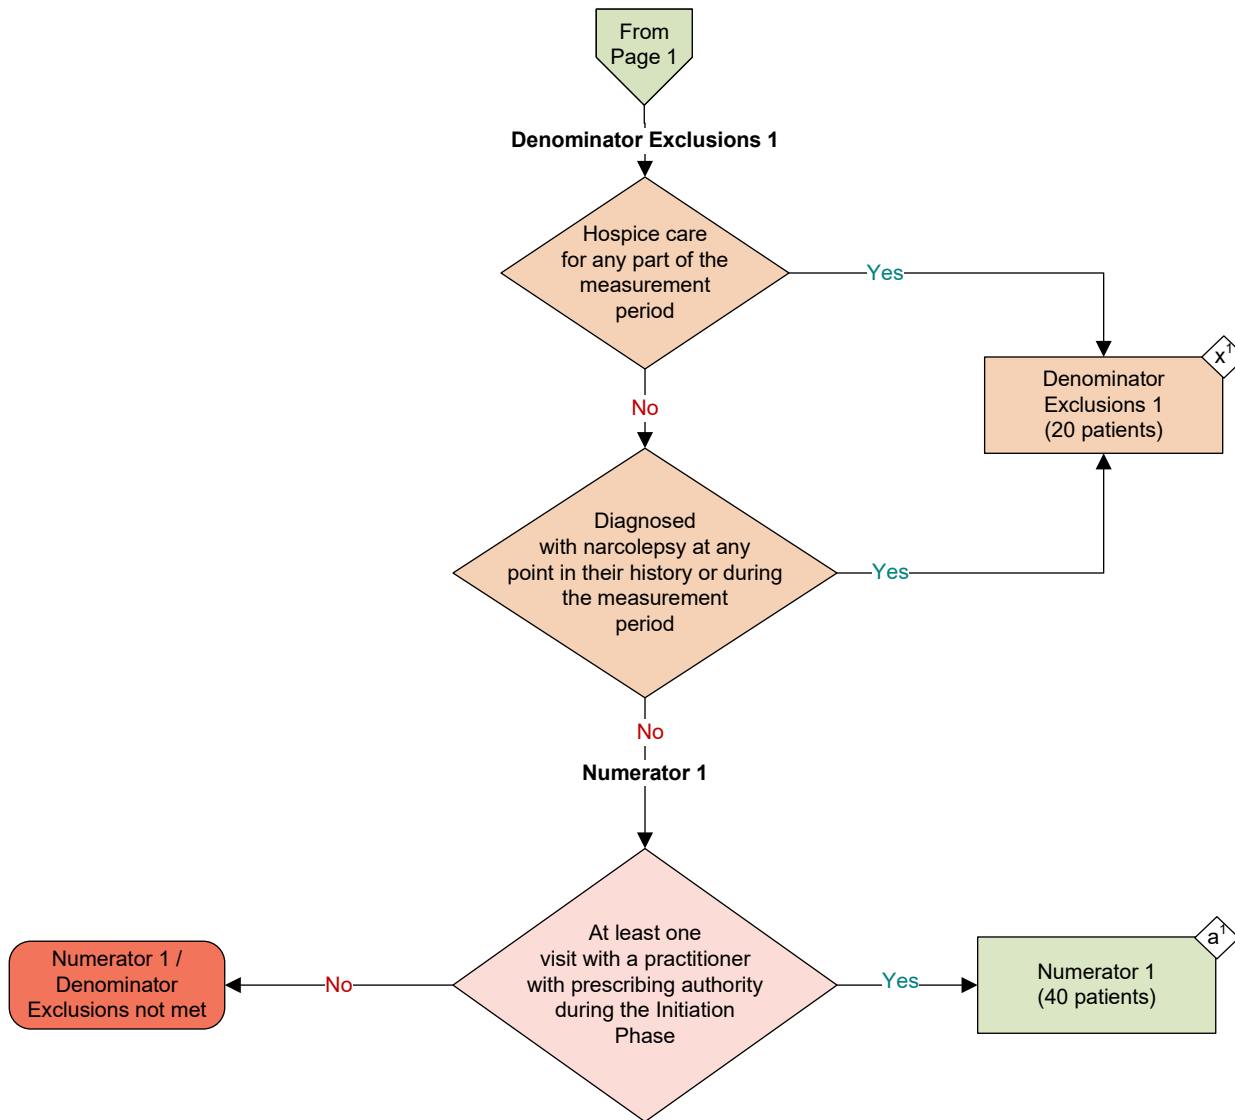 From
Page 1
Denominator Exclusions 1
Hospice care
for any part of the
measurement
period
Yes
x1
Denominator
Exclusions 1
(20 patients)
No
Diagnosed
with narcolepsy at any
point in their history or during
the measurement
period
Yes
No
Numerator 1
At least one
visit with a practitioner
with prescribing authority
during the Initiation
Phase
No
Numerator 1 /
Denominator
Exclusions not met
Yes
a1
Numerator 1
(40 patients)